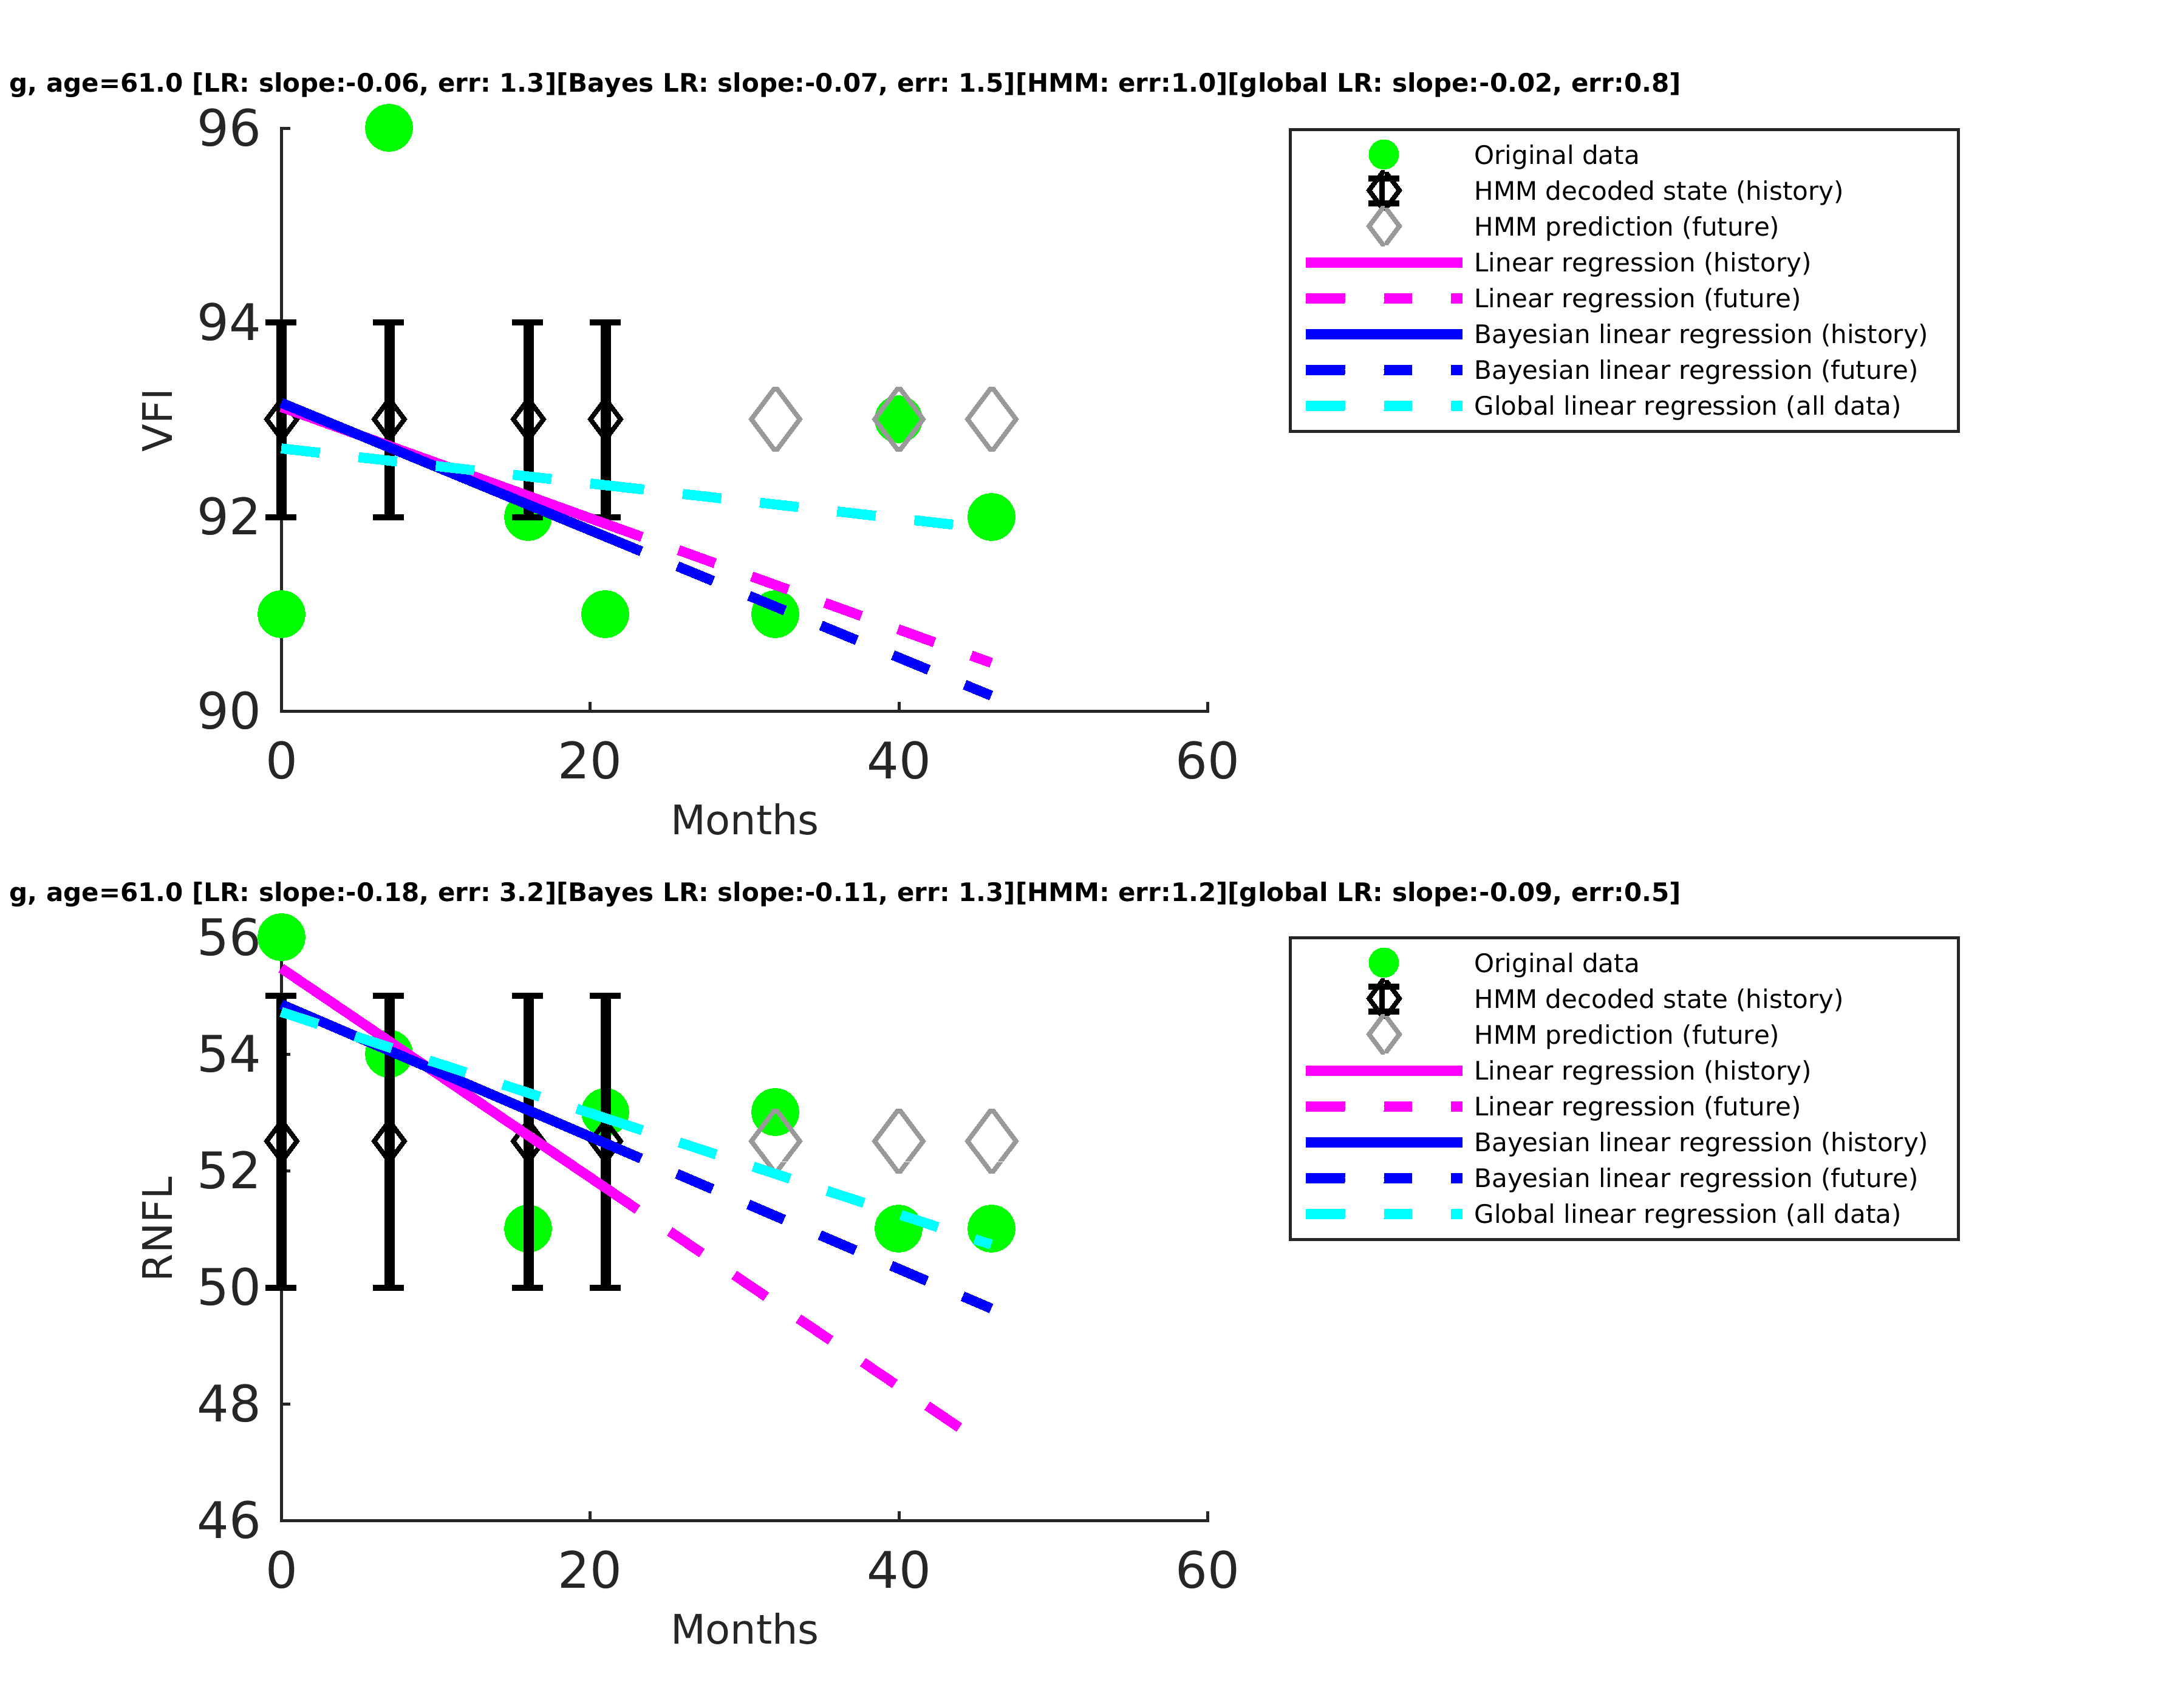 g, age=61.0 [LR: slope:-0.06, err: 1.3][Bayes LR: slope:-0.07, err: 1.5][HMM: err:1.0][global LR: slope:-0.02, err:0.8]
96
94
92
90
VFI
0 20 40 60
Months
Original data
HMM decoded state (history)
HMM prediction (future)
Linear regression (history)
Linear regression (future)
Bayesian linear regression (history)
Bayesian linear regression (future)
Global linear regression (all data)
g, age=61.0 [LR: slope:-0.18, err: 3.2][Bayes LR: slope:-0.11, err: 1.3][HMM: err:1.2][global LR: slope:-0.09, err:0.5]
56
54
52
50
48
46
RNFL
0 20 40 60
Months
Original data
HMM decoded state (history)
HMM prediction (future)
Linear regression (history)
Linear regression (future)
Bayesian linear regression (history)
Bayesian linear regression (future)
Global linear regression (all data)